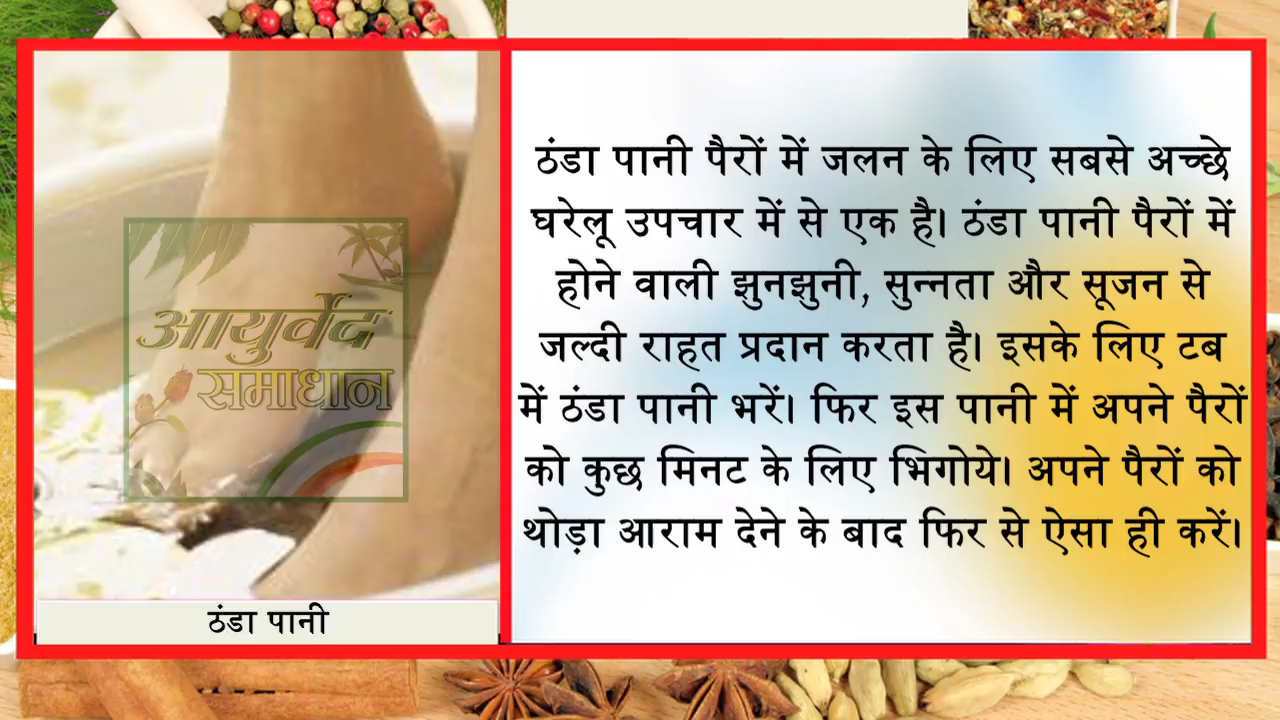 ठंडा पानी पैरों में जलन के लिए सबसे अच्छे
घरेलू उपचार में से एक है। ठंडा पानी पैरों में
होने वाली झुनझुनी, सुन्नता और सूजन से
जल्दी राहत प्रदान करता है। इसके लिए टब
में ठंडा पानी भरें। फिर इस पानी में अपने पैरों
को कुछ मिनट के लिए भिगोये। अपने पैरों को
थोड़ा आराम देने के बाद फिर से ऐसा ही करें।
आयुर्वेद
समाधान
ठंडा पानी